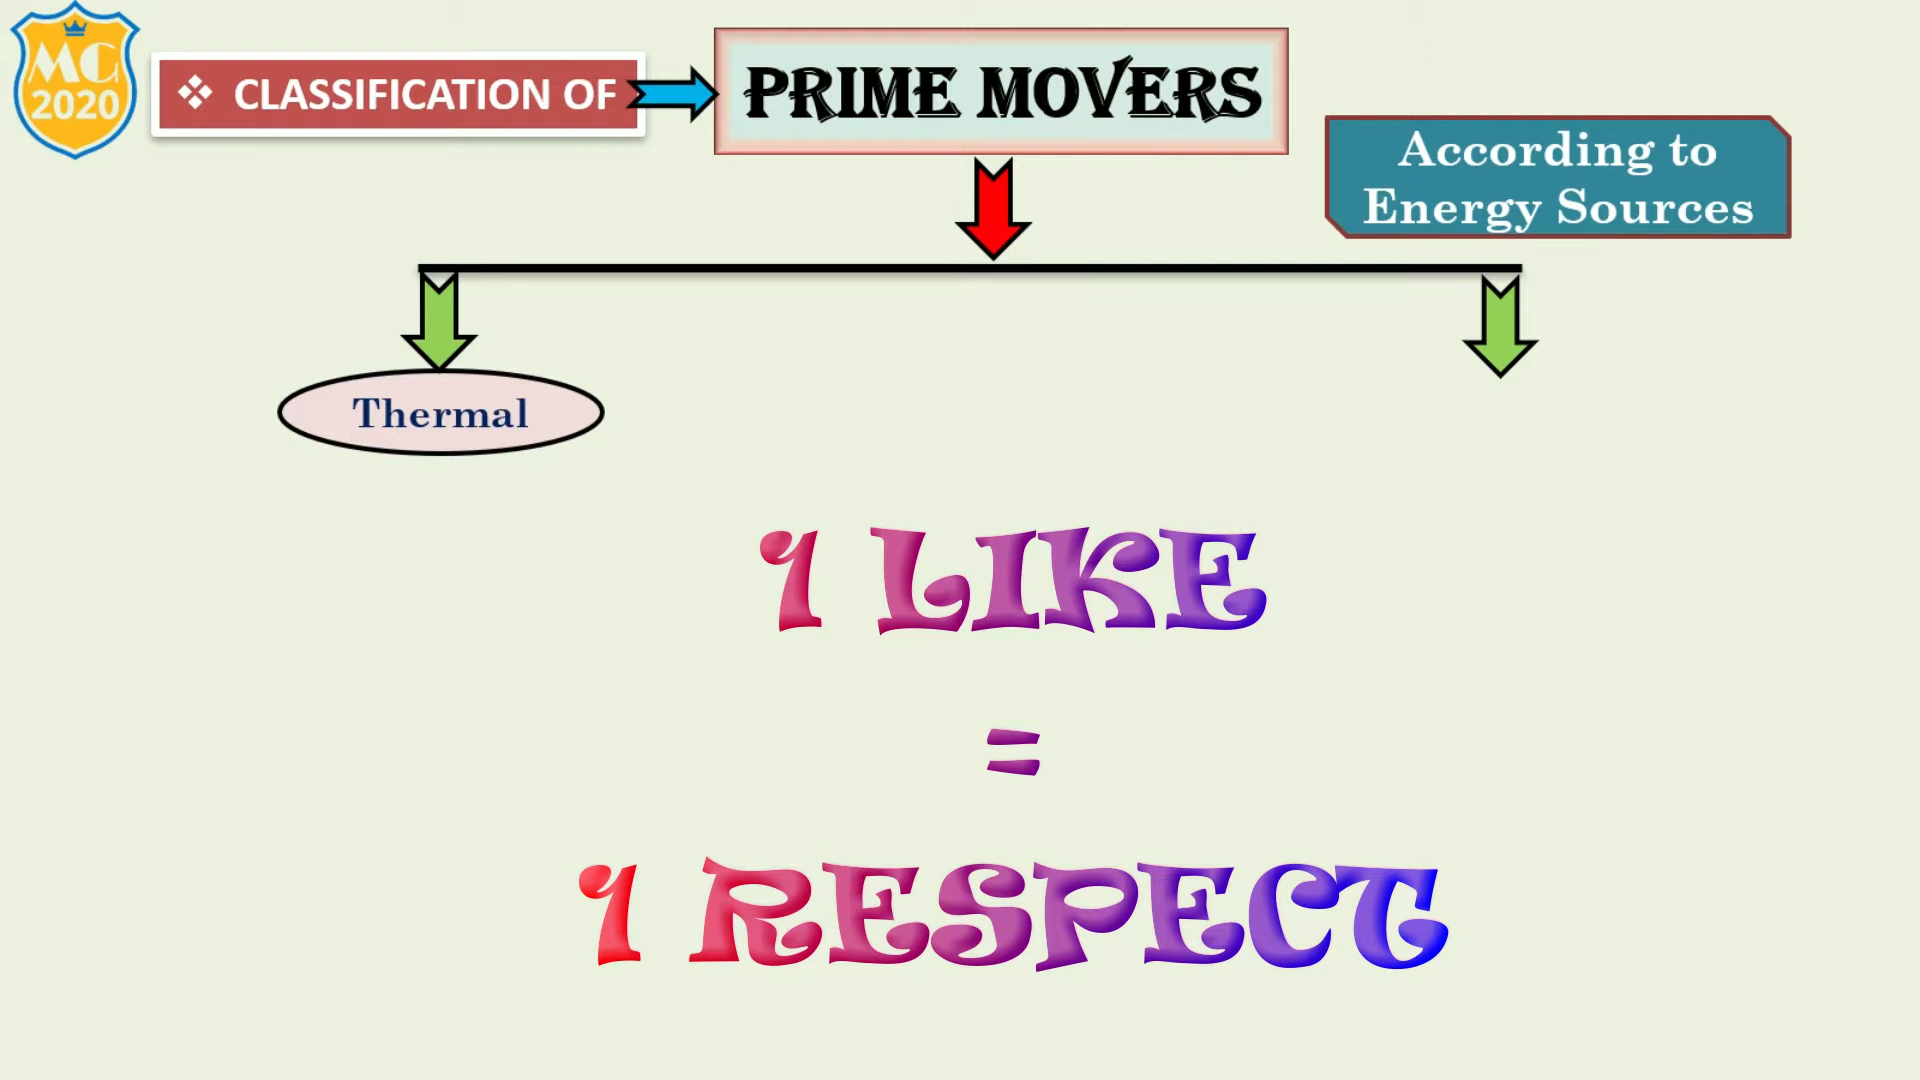 MC
2020
❖ CLASSIFICATION OF
PRIME MOVERS
According to
Energy Sources
Thermal
1 LIKE
=
1 RESPECT